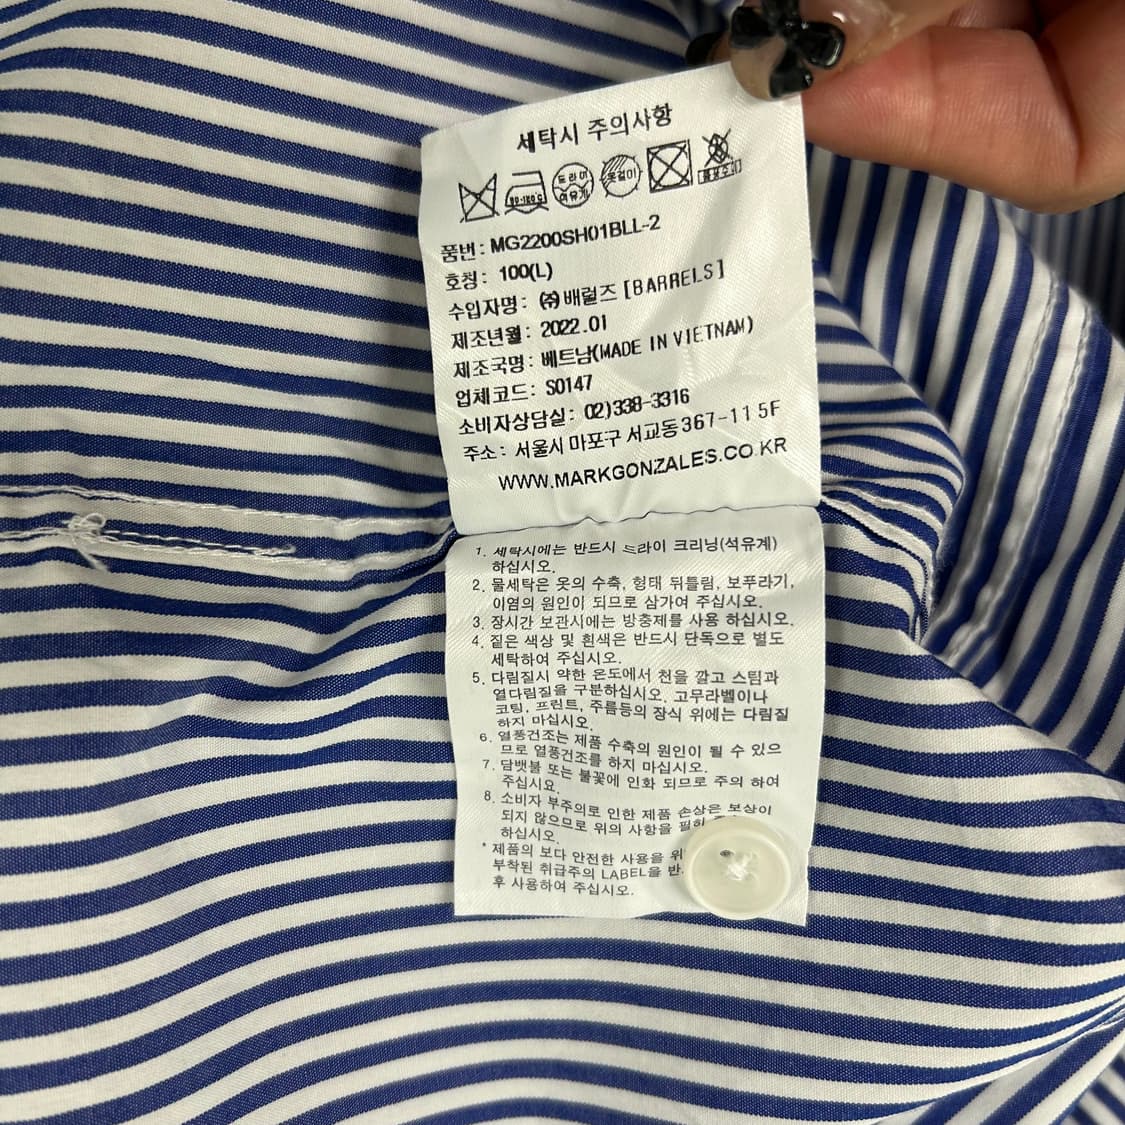 세탁시 주의사항
80-120℃ 드라이 석유계 옷걸이
품번: MG2200SH01BLL-2
호칭: 100(L)
수입자명: ㈜배럴즈 [BARRELS]
제조년월: 2022.01
제조국명: 베트남(MADE IN VIETNAM)
업체코드: S0147
소비자상담실: 02)338-3316
주소: 서울시 마포구 서교동 367-11 5F
WWW.MARKGONZALES.CO.KR
1. 세탁시에는 반드시 드라이 크리닝(석유계)
하십시오.
2. 물세탁은 옷의 수축, 형태 뒤틀림, 보푸라기,
이염의 원인이 되므로 삼가여 주십시오.
3. 장시간 보관시에는 방충제를 사용 하십시오.
4. 짙은 색상 및 흰색은 반드시 단독으로 별도
세탁하여 주십시오.
5. 다림질시 약한 온도에서 천을 깔고 스팀과
열다림질을 구분하십시오. 고무라벨이나
코팅, 프린트, 주름등의 장식 위에는 다림질
하지 마십시오.
6. 열풍건조는 제품 수축의 원인이 될 수 있으
므로 열풍건조를 하지 마십시오.
7. 담뱃불 또는 불꽃에 인화 되므로 주의 하여
주십시요.
8. 소비자 부주의로 인한 제품 손상은 보상이
되지 않으므로 위의 사항을 필히
하십시오.
* 제품의 보다 안전한 사용을 위
부착된 취급주의 LABEL을 반
후 사용하여 주십시오.